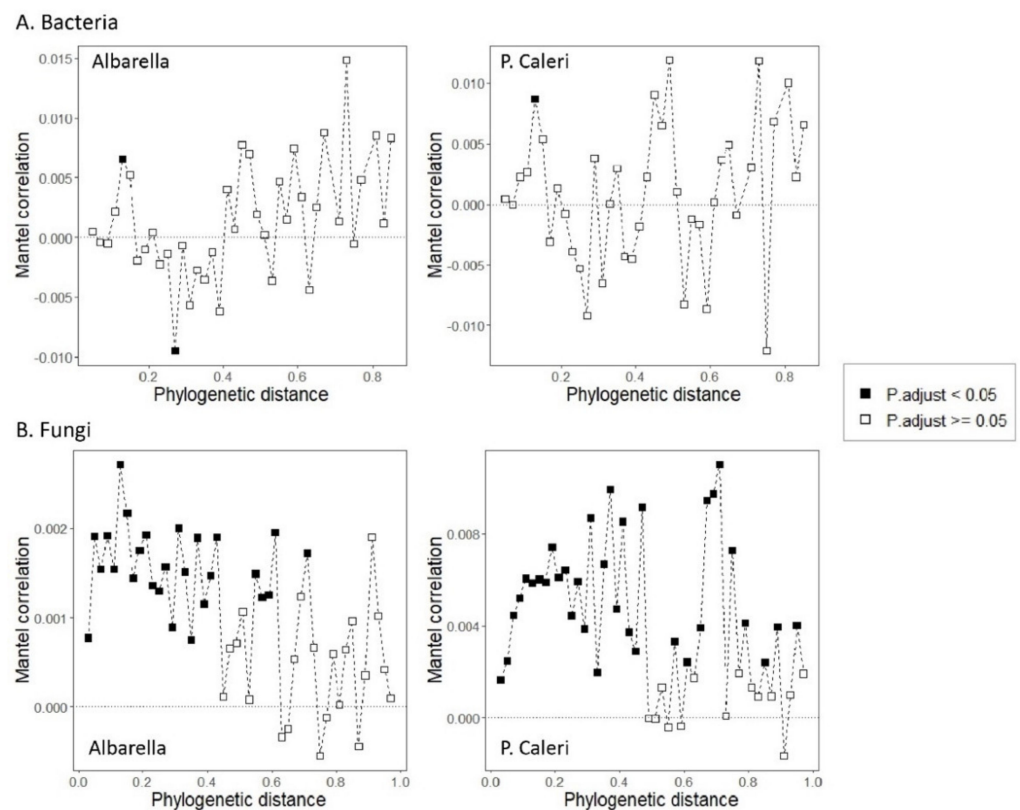 A. Bacteria
Albarella
Mantel correlation
0.015
0.010
0.005
0.000
-0.005
-0.010
0.2 0.4 0.6 0.8
Phylogenetic distance
P. Caleri
Mantel correlation
0.010
0.005
0.000
-0.005
-0.010
0.2 0.4 0.6 0.8
Phylogenetic distance
P.adjust < 0.05
P.adjust >= 0.05
B. Fungi
Mantel correlation
0.002
0.001
0.000
Albarella
0.0 0.2 0.4 0.6 0.8 1.0
Phylogenetic distance
Mantel correlation
0.008
0.004
0.000
P. Caleri
0.0 0.2 0.4 0.6 0.8 1.0
Phylogenetic distance